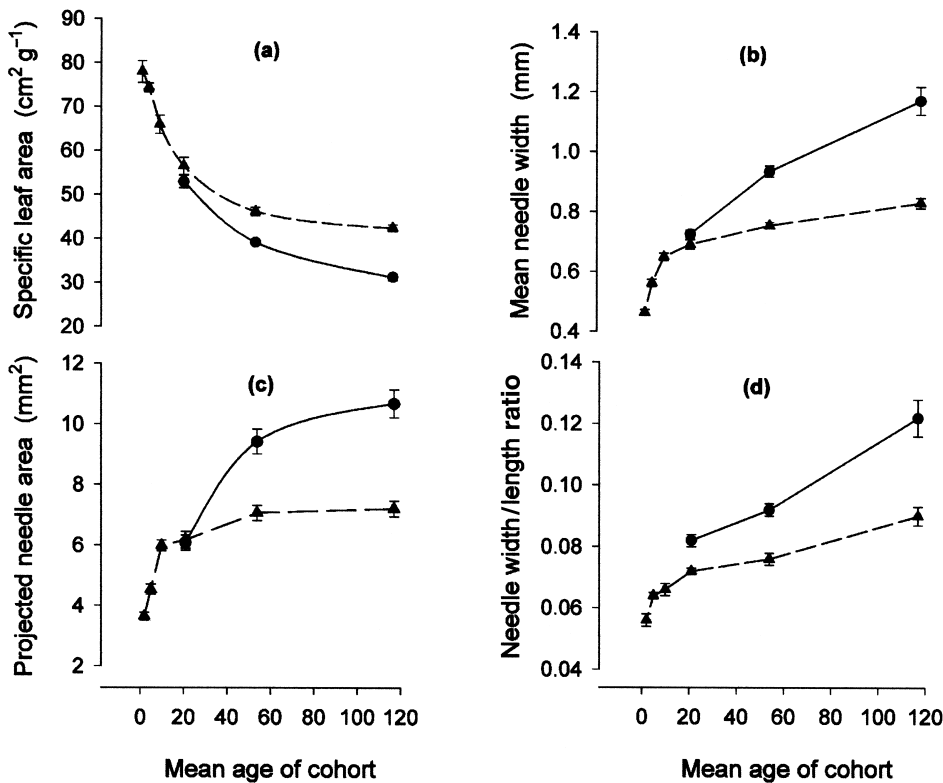 (a)
Specific leaf area (cm² g⁻¹)
90
80
70
60
50
40
30
20
(b)
Mean needle width (mm)
1.4
1.2
1.0
0.8
0.6
0.4
(c)
Projected needle area (mm²)
12
10
8
6
4
2
0 20 40 60 80 100 120
Mean age of cohort
(d)
Needle width/length ratio
0.14
0.12
0.10
0.08
0.06
0.04
0 20 40 60 80 100 120
Mean age of cohort